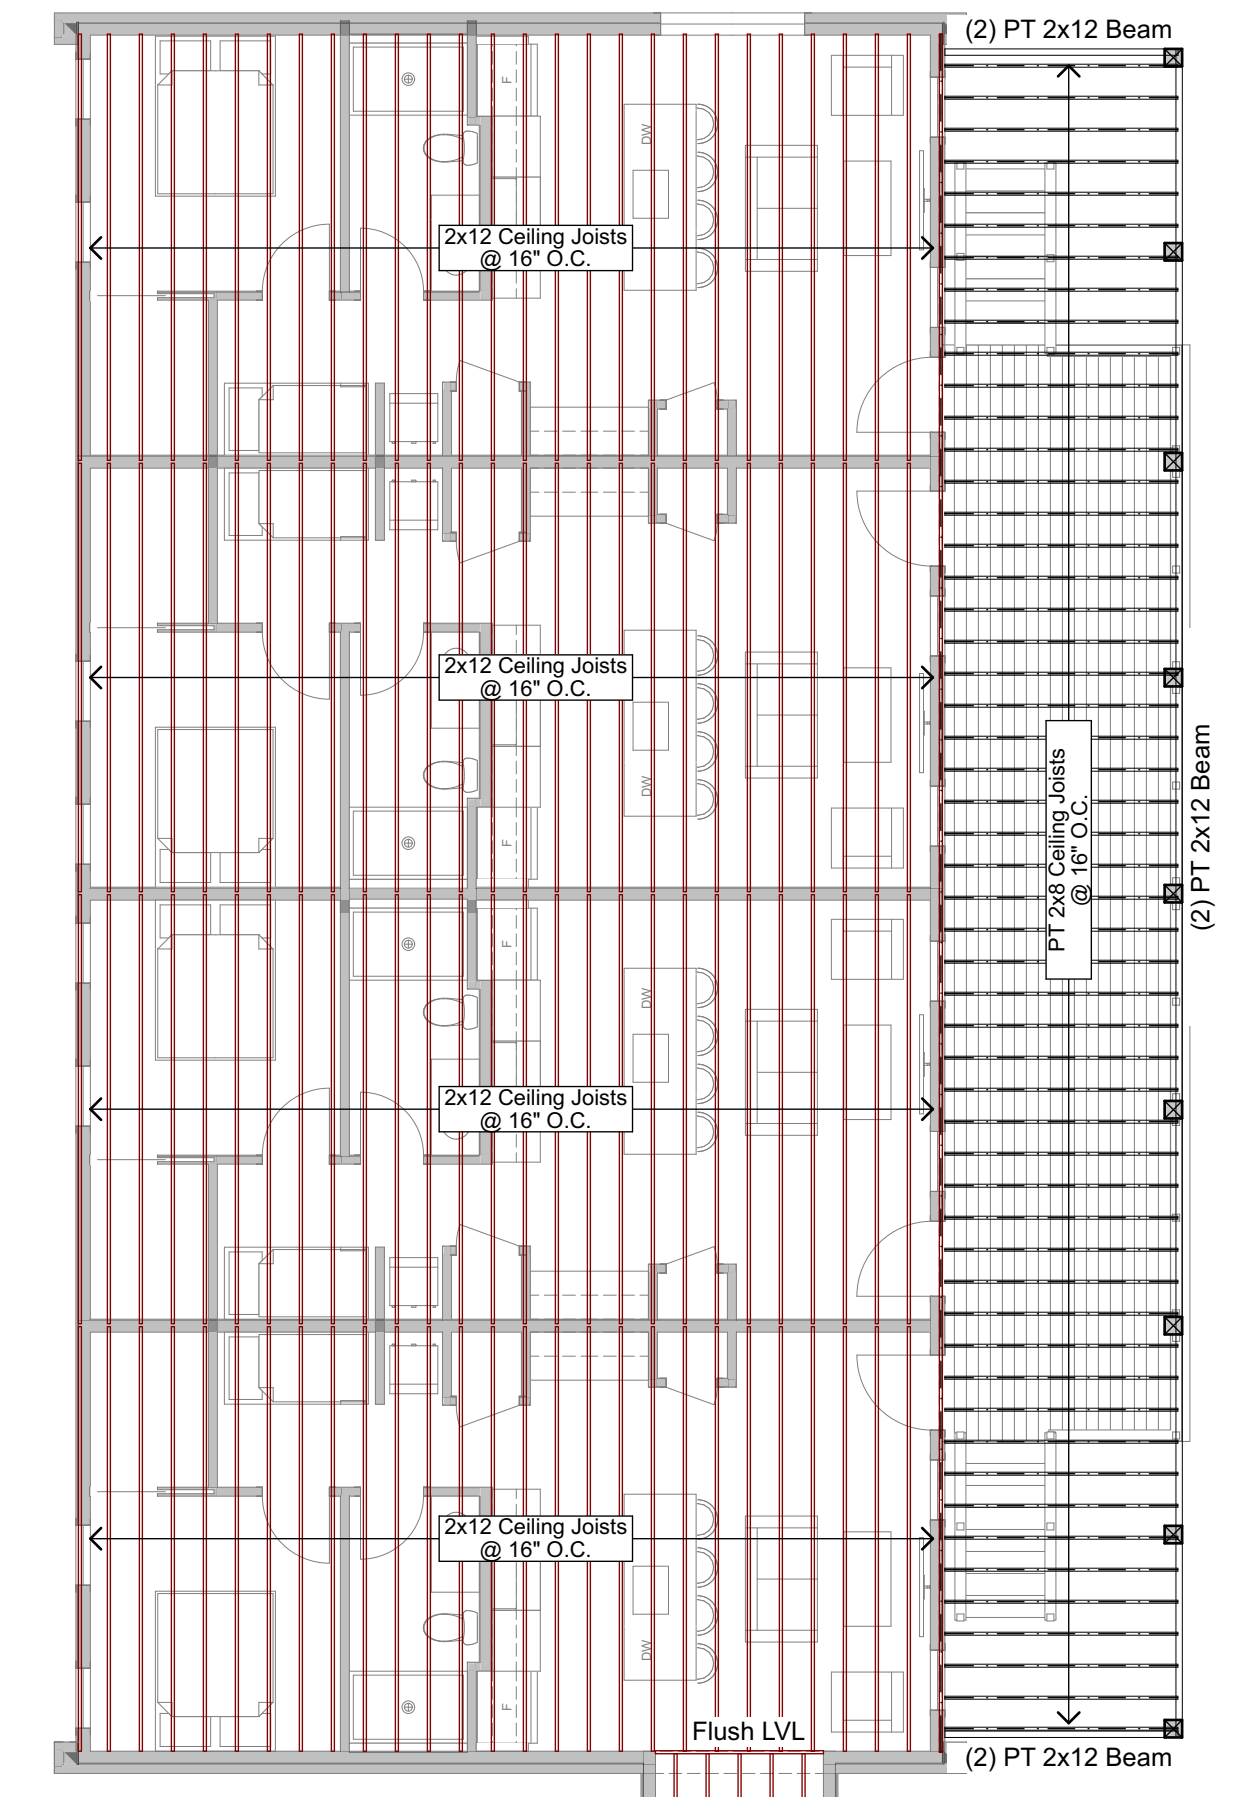 (2) PT 2x12 Beam
F
DW
2x12 Ceiling Joists
@ 16" O.C.
2x12 Ceiling Joists
@ 16" O.C.
DW
F
PT 2x8 Ceiling Joists
@ 16" O.C.
(2) PT 2x12 Beam
F
DW
2x12 Ceiling Joists
@ 16" O.C.
2x12 Ceiling Joists
@ 16" O.C.
DW
F
Flush LVL
(2) PT 2x12 Beam